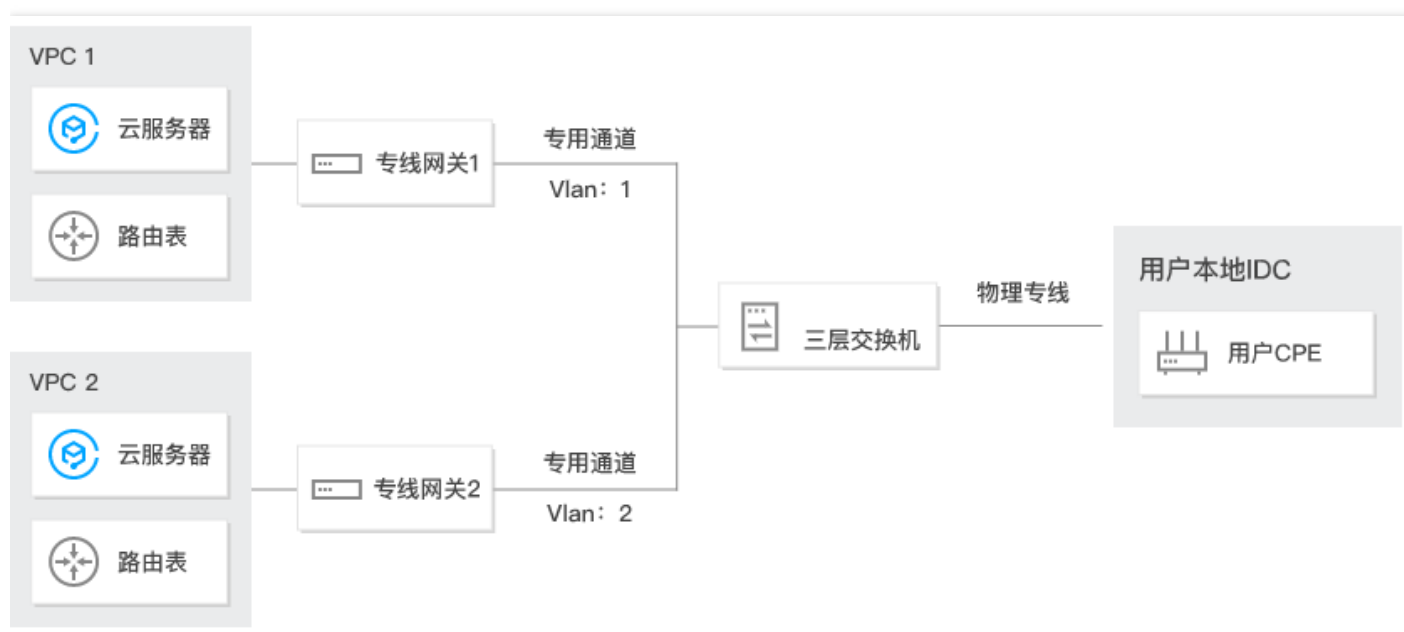 VPC 1
云服务器
路由表
专线网关1
专用通道
Vlan：1
VPC 2
云服务器
路由表
专线网关2
专用通道
Vlan：2
三层交换机
物理专线
用户本地IDC
用户CPE